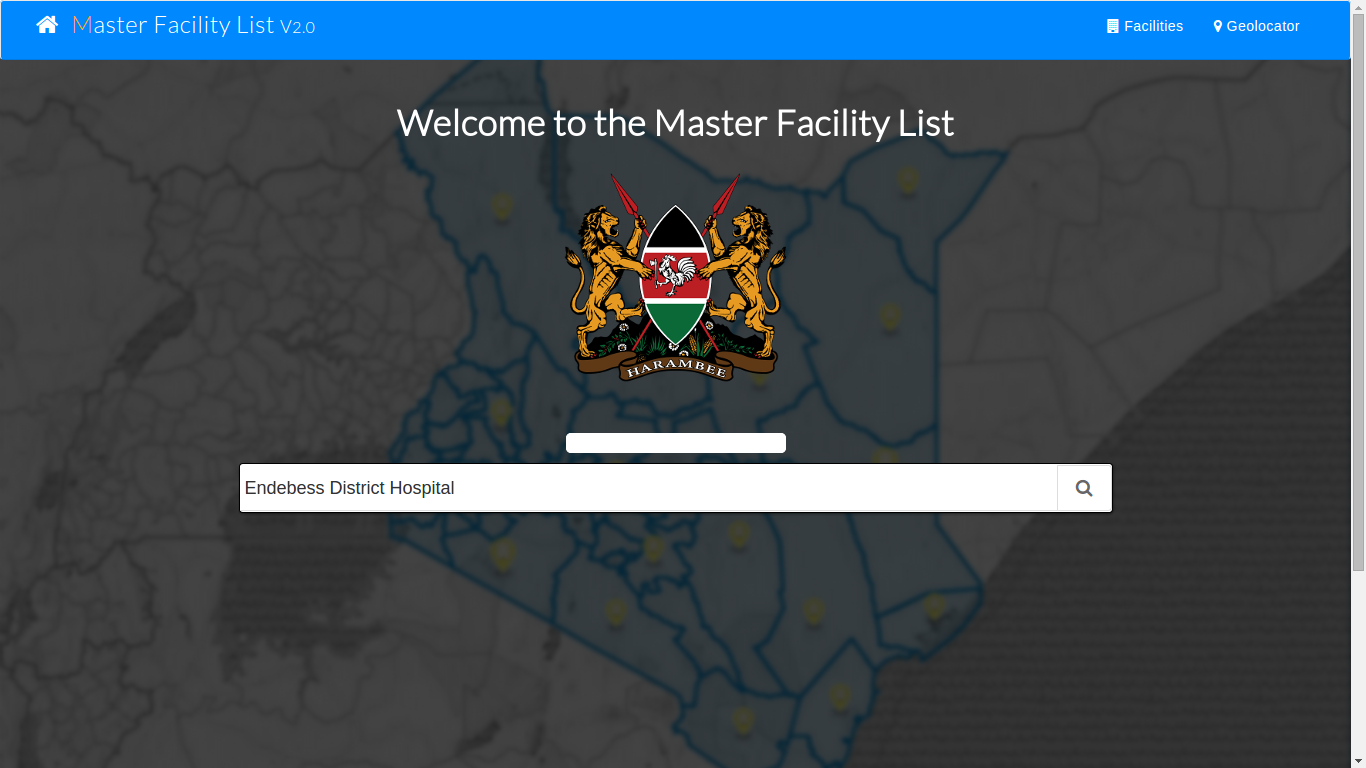 Master Facility List V2.0
Facilities
Geolocator
Welcome to the Master Facility List
HARAMBEE
Endebess District Hospital